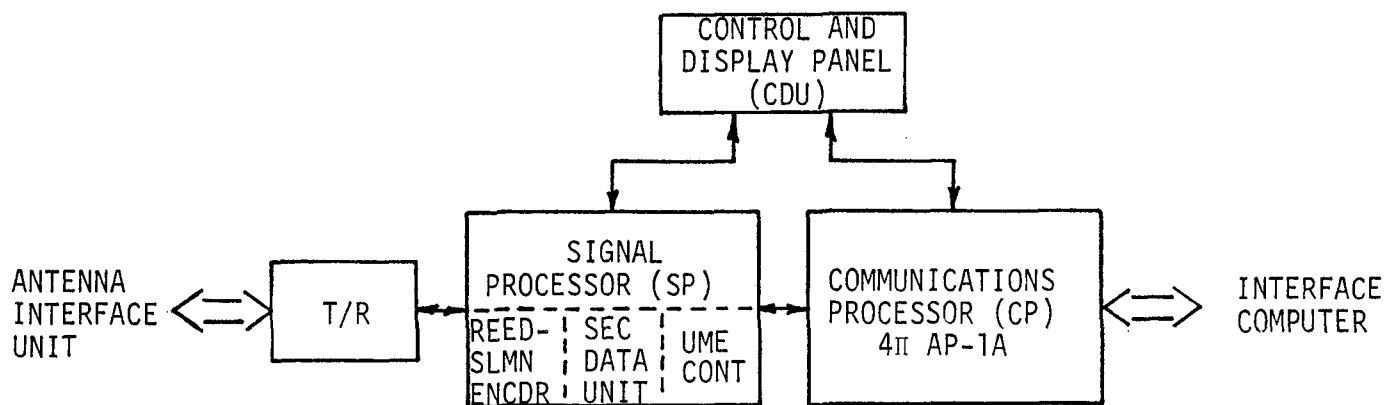 CONTROL AND
DISPLAY PANEL
(CDU)
SIGNAL
PROCESSOR (SP)
REED-
SLMN
ENCDR
SEC
DATA
UNIT
UME
CONT
COMMUNICATIONS
PROCESSOR (CP)
4π AP-1A
ANTENNA
INTERFACE
UNIT
T/R
INTERFACE
COMPUTER